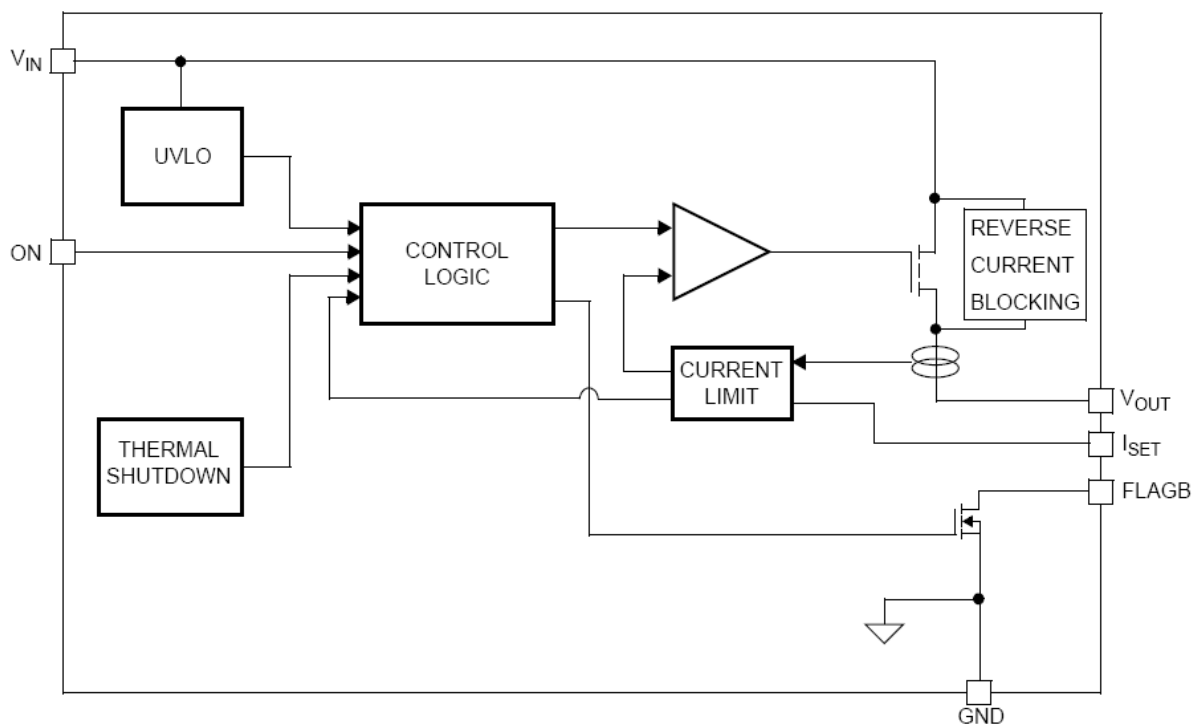 VIN
UVLO
ON
CONTROL
LOGIC
REVERSE
CURRENT
BLOCKING
CURRENT
LIMIT
VOUT
ISET
THERMAL
SHUTDOWN
FLAGB
GND